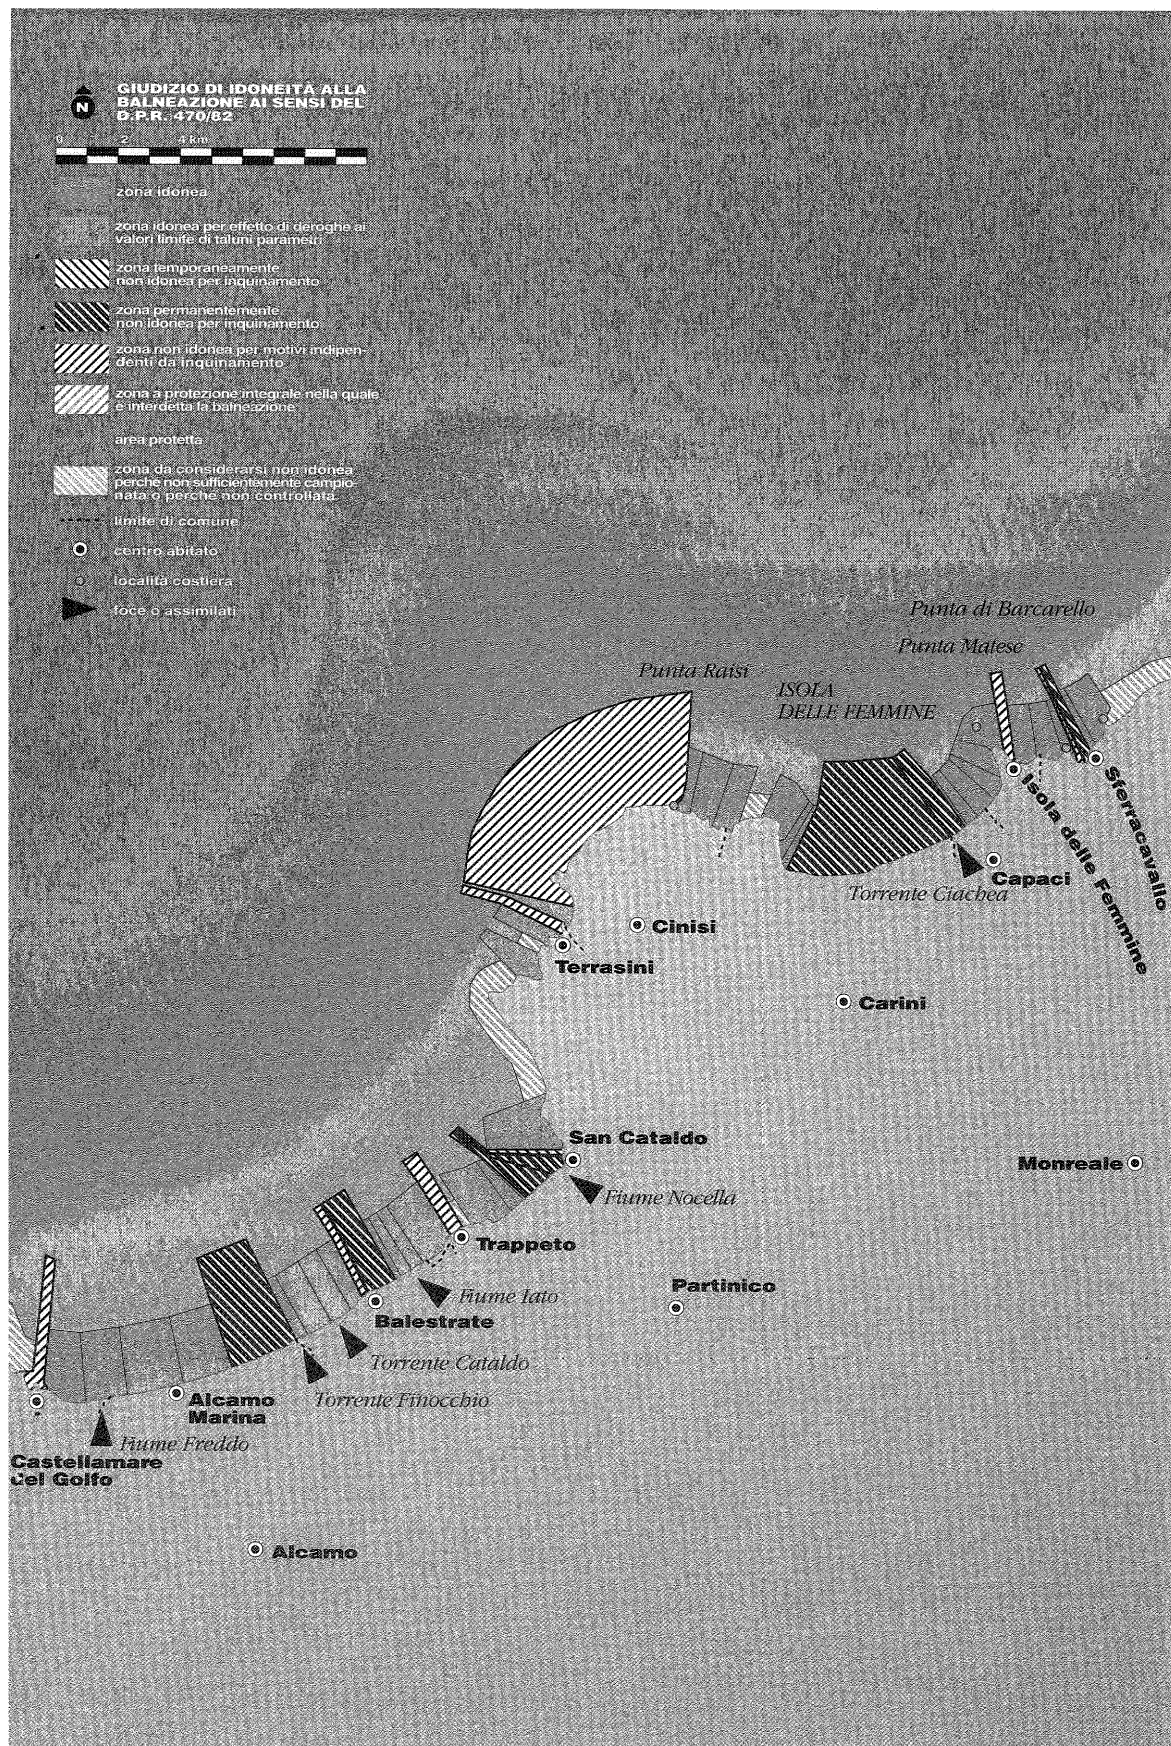 N
GIUDIZIO DI IDONEITÀ ALLA
BALNEAZIONE AI SENSI DEL
D.P.R. 470/82
0 2 4 km
zona idonea
zona idonea per effetto di deroghe ai
valori limite di taluni parametri
zona temporaneamente
non idonea per inquinamento
zona permanentemente
non idonea per inquinamento
zona non idonea per motivi indipen-
denti da inquinamento
zona a protezione integrale nella quale
è interdetta la balneazione
area protetta
zona da considerarsi non idonea
perché non sufficientemente campio-
nata o perché non controllata
limite di comune
centro abitato
località costiera
foce o assimilati
Punta di Barcarello
Punta Matese
Punta Raisi
ISOLA
DELLE FEMMINE
Sferracavallo
Isola delle Femmine
Capaci
Torrente Ciachea
Cinisi
Terrasini
Carini
San Cataldo
Monreale
Fiume Nocella
Trappeto
Partinico
Fiume Iato
Balestrate
Torrente Cataldo
Alcamo
Marina
Torrente Finocchio
Fiume Freddo
Castellamare
del Golfo
Alcamo